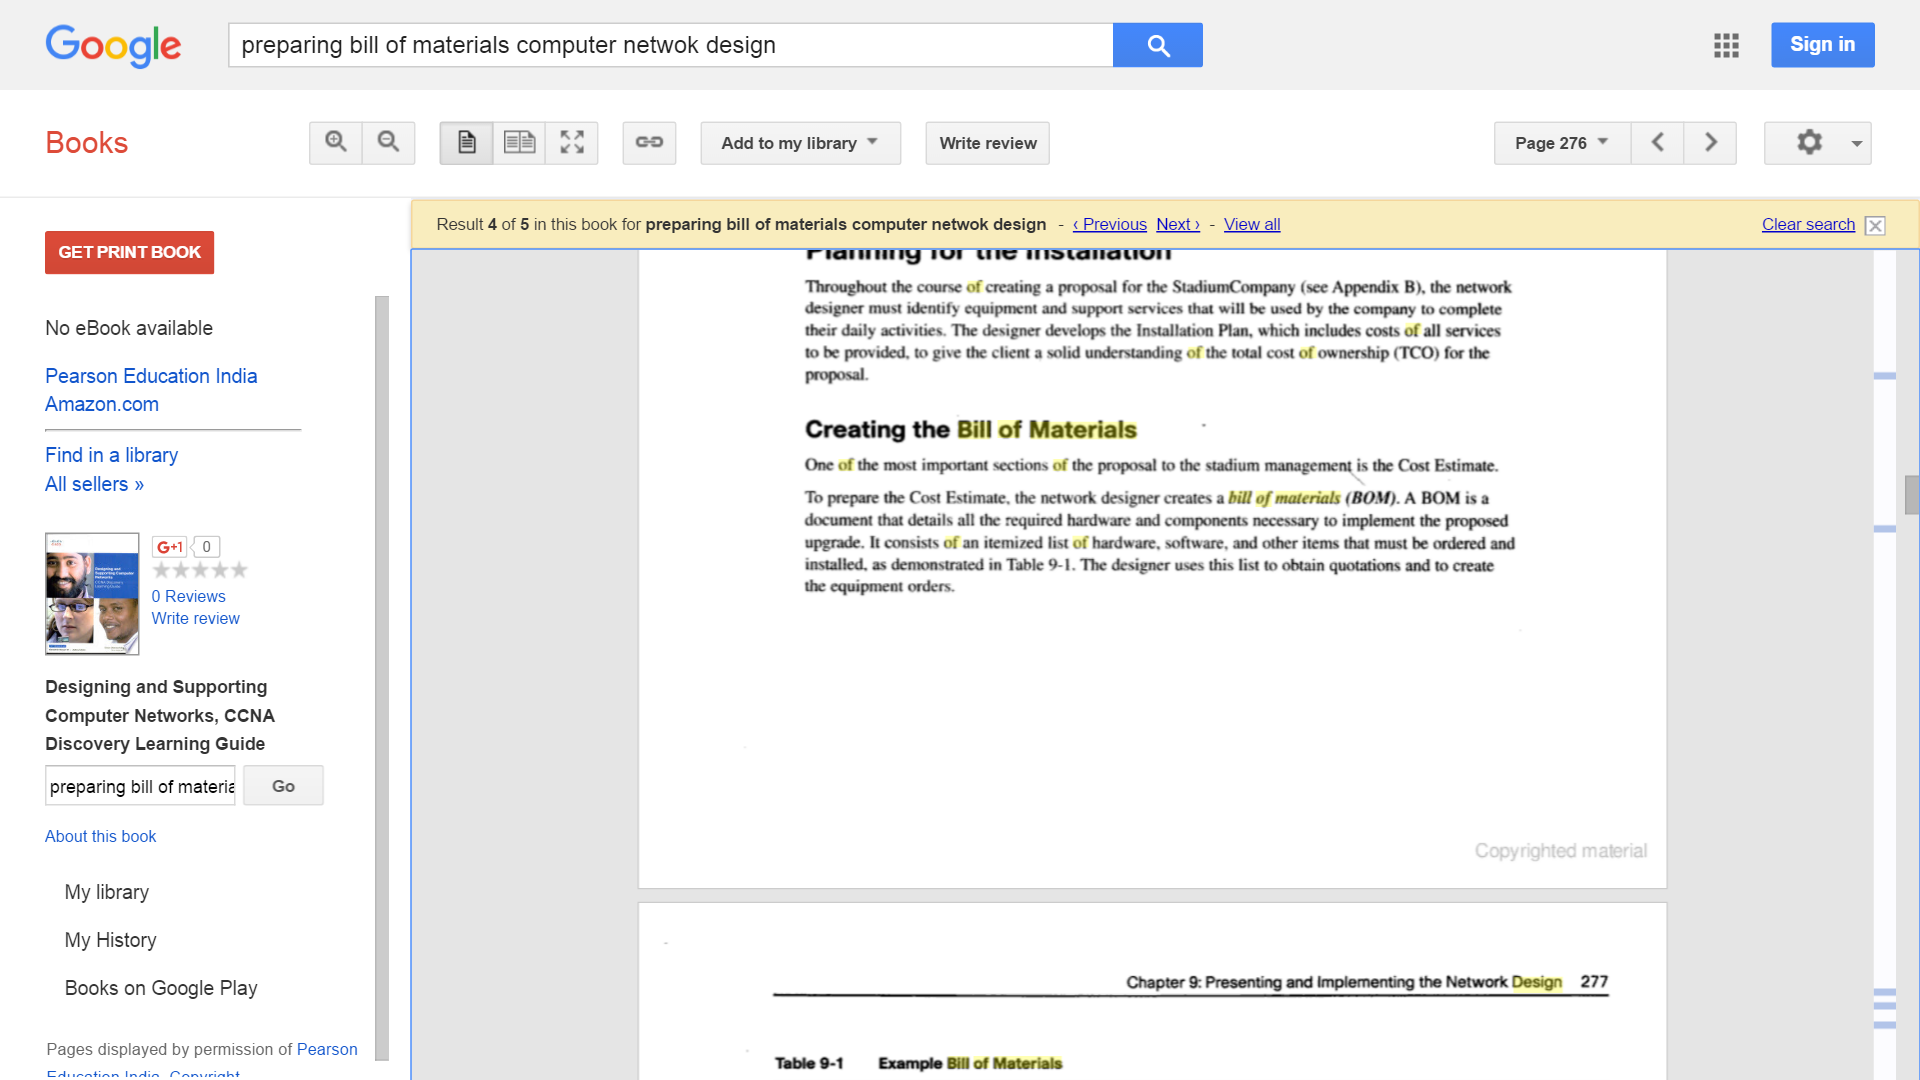 Google
preparing bill of materials computer netwok design
Sign in
Books
Add to my library
Write review
Page 276
Result 4 of 5 in this book for preparing bill of materials computer netwok design - ‹ Previous Next › - View all
Clear search
GET PRINT BOOK
No eBook available
Pearson Education India
Amazon.com
Find in a library
All sellers »
G+1 0
0 Reviews
Write review
Designing and Supporting
Computer Networks, CCNA
Discovery Learning Guide
preparing bill of materia
Go
About this book
My library
My History
Books on Google Play
Pages displayed by permission of Pearson
Education India. Copyright
Planning for the Installation
Throughout the course of creating a proposal for the StadiumCompany (see Appendix B), the network
designer must identify equipment and support services that will be used by the company to complete
their daily activities. The designer develops the Installation Plan, which includes costs of all services
to be provided, to give the client a solid understanding of the total cost of ownership (TCO) for the
proposal.
Creating the Bill of Materials
One of the most important sections of the proposal to the stadium management is the Cost Estimate.
To prepare the Cost Estimate, the network designer creates a bill of materials (BOM). A BOM is a
document that details all the required hardware and components necessary to implement the proposed
upgrade. It consists of an itemized list of hardware, software, and other items that must be ordered and
installed, as demonstrated in Table 9-1. The designer uses this list to obtain quotations and to create
the equipment orders.
Copyrighted material
Chapter 9: Presenting and Implementing the Network Design 277
Table 9-1 Example Bill of Materials